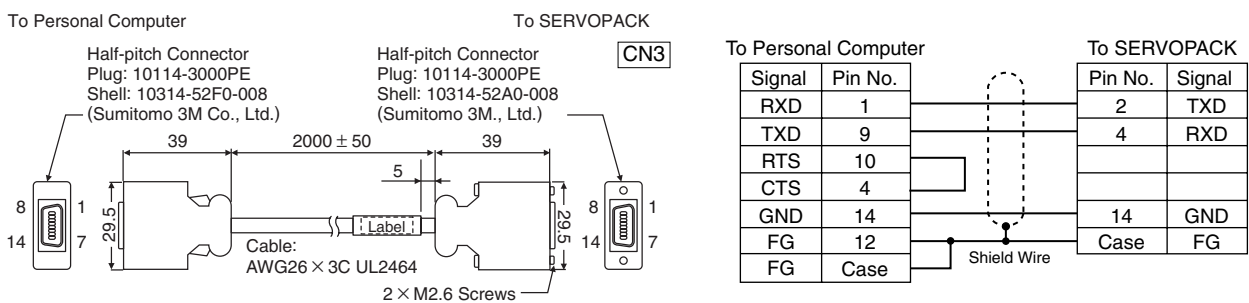 To Personal Computer
To SERVOPACK
CN3
Half-pitch Connector
Plug: 10114-3000PE
Shell: 10314-52F0-008
(Sumitomo 3M Co., Ltd.)
Half-pitch Connector
Plug: 10114-3000PE
Shell: 10314-52A0-008
(Sumitomo 3M., Ltd.)
39
2000 ± 50
39
5
8
1
14
7
29.5
Label
29.5
8
1
14
7
Cable:
AWG26 × 3C UL2464
2 × M2.6 Screws
To Personal Computer
To SERVOPACK
Signal Pin No.
Pin No. Signal
RXD 1
2 TXD
TXD 9
4 RXD
RTS 10
CTS 4
GND 14
14 GND
FG 12
Case FG
FG Case
Shield Wire